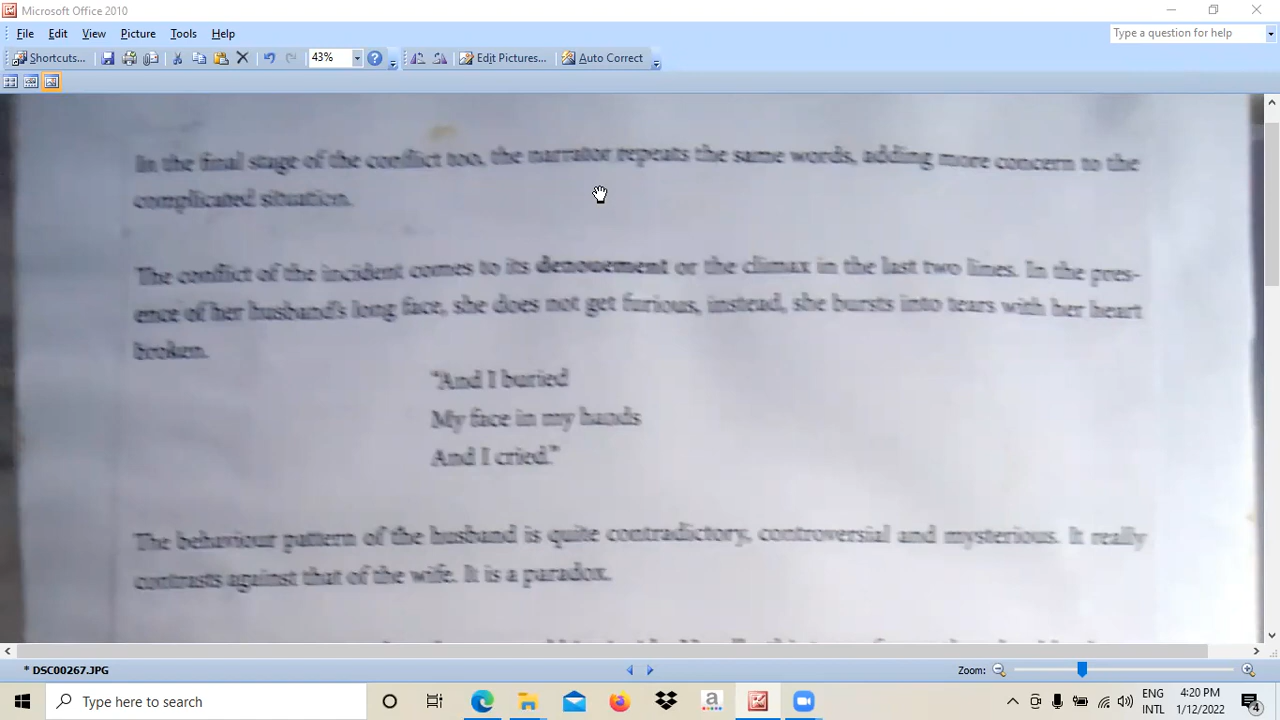 Microsoft Office 2010
File Edit View Picture Tools Help
Type a question for help
Shortcuts... 43% Edit Pictures... Auto Correct
In the final stage of the conflict too, the narrator repeats the same words, adding more concern to the
complicated situation.
The conflict of the incident comes to its denouement or the climax in the last two lines. In the pres-
ence of her husband's long face, she does not get furious, instead, she bursts into tears with her heart
broken.
"And I buried
My face in my hands
And I cried."
The behaviour pattern of the husband is quite contradictory, controversial and mysterious. It really
contrasts against that of the wife. It is a paradox.
* DSC00267.JPG
Zoom:
Type here to search
a
ENG
INTL
4:20 PM
1/12/2022
4